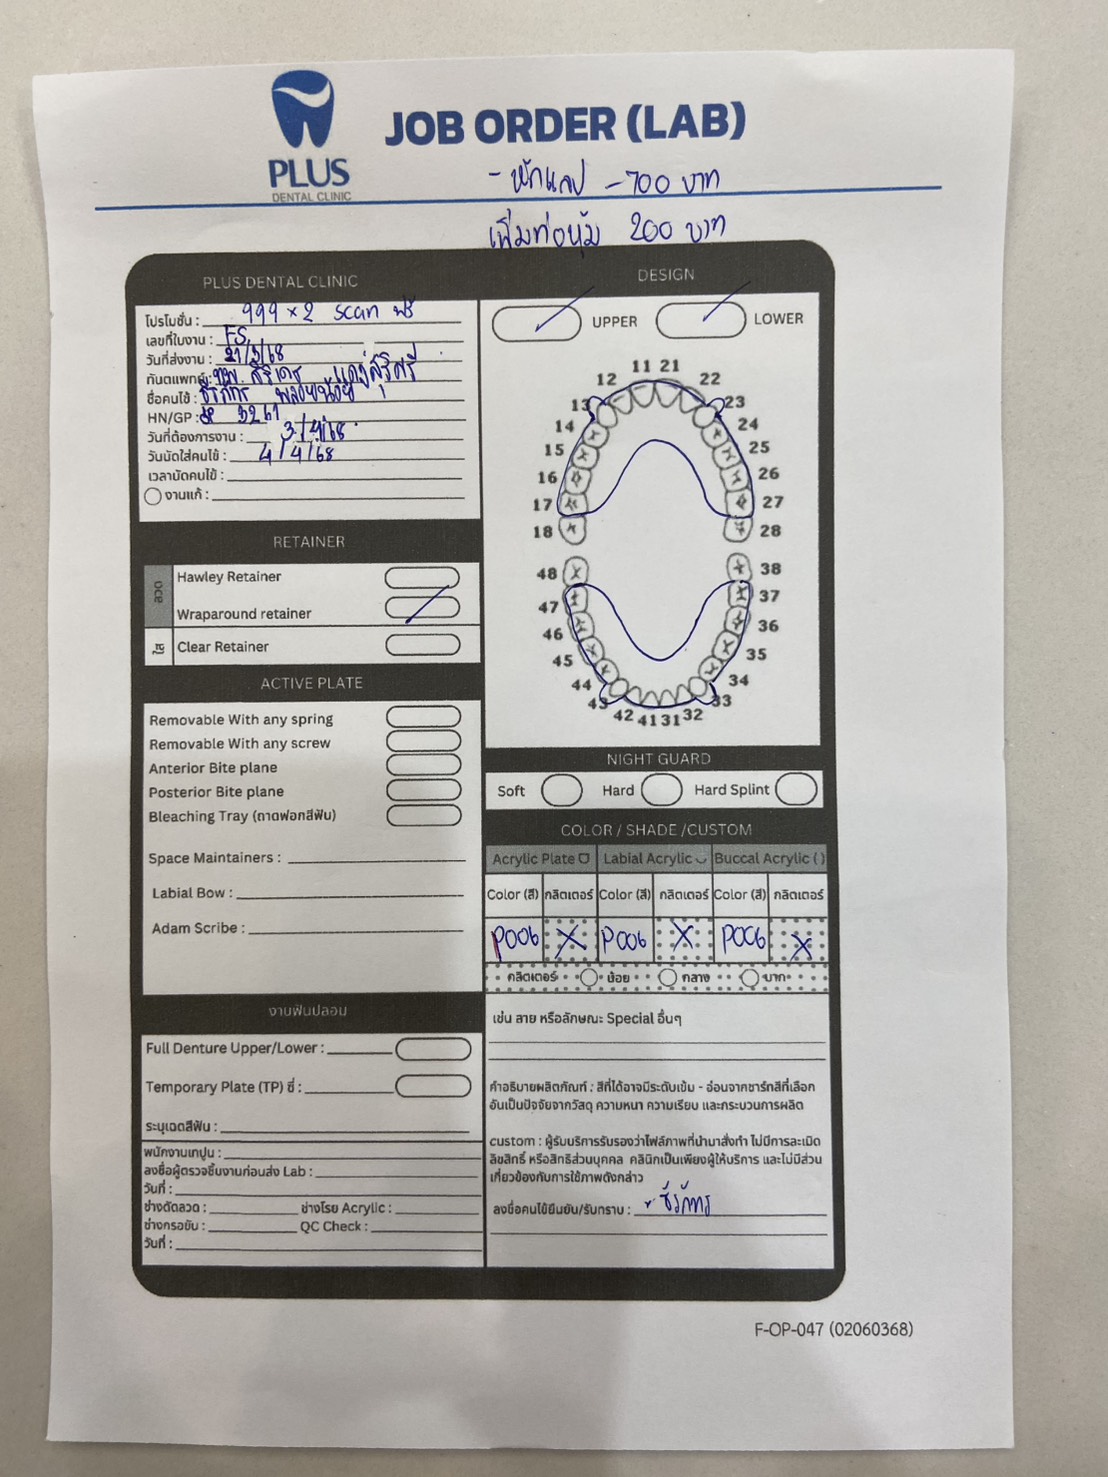 PLUS
DENTAL CLINIC
JOB ORDER (LAB)
- หักแลป - 700 บาท
เพิ่มท่อหุ้ม 200 บาท
PLUS DENTAL CLINIC
โปรโมชั่น : 999 x 2 scan ฟรี
เลขที่ใบงาน : FS.
วันที่ส่งงาน : 21/3/68
ทันตแพทย์ : ทพ.
ชื่อคนไข้ : พลอยน้อย
HN/GP : 3261
วันที่ต้องการงาน : 3/4/68
วันนัดใส่คนไข้ : 4/4/68
เวลานัดคนไข้ :
งานแก้ :
DESIGN
UPPER LOWER
11 21
12 22
13 23
14 24
15 25
16 26
17 27
18 28
48 38
47 37
46 36
45 35
44 34
43 33
42 41 31 32
RETAINER
ลวด
Hawley Retainer
Wraparound retainer
ใส
Clear Retainer
ACTIVE PLATE
Removable With any spring
Removable With any screw
Anterior Bite plane
Posterior Bite plane
Bleaching Tray (ถาดฟอกสีฟัน)
Space Maintainers :
Labial Bow :
Adam Scribe :
NIGHT GUARD
Soft Hard Hard Splint
COLOR / SHADE /CUSTOM
Acrylic Plate Labial Acrylic Buccal Acrylic ( )
Color (สี) กลิตเตอร์ Color (สี) กลิตเตอร์ Color (สี) กลิตเตอร์
P006 X P006 X P006 X
กลิตเตอร์ น้อย กลาง มาก
งานฟันปลอม
Full Denture Upper/Lower :
Temporary Plate (TP) ซี่ :
ระบุเฉดสีฟัน :
พนักงานเทปูน :
ลงชื่อผู้ตรวจชิ้นงานก่อนส่ง Lab :
วันที่ :
ช่างดัดลวด : ช่างโรย Acrylic :
ช่างกรอขัด : QC Check :
วันที่ :
เช่น ลาย หรือลักษณะ Special อื่นๆ
คำอธิบายผลิตภัณฑ์ : สีที่ได้อาจมีระดับเข้ม - อ่อนจากชาร์ทสีที่เลือก
อันเป็นปัจจัยจากวัสดุ ความหนา ความเรียบ และกระบวนการผลิต
custom : ผู้รับบริการรับรองว่าไฟล์ภาพที่นำมาสั่งทำ ไม่มีการละเมิด
ลิขสิทธิ์ หรือสิทธิส่วนบุคคล คลินิกเป็นเพียงผู้ให้บริการ และไม่มีส่วน
เกี่ยวข้องกับการใช้ภาพดังกล่าว
ลงชื่อคนไข้ยืนยัน/รับทราบ :
F-OP-047 (02060368)